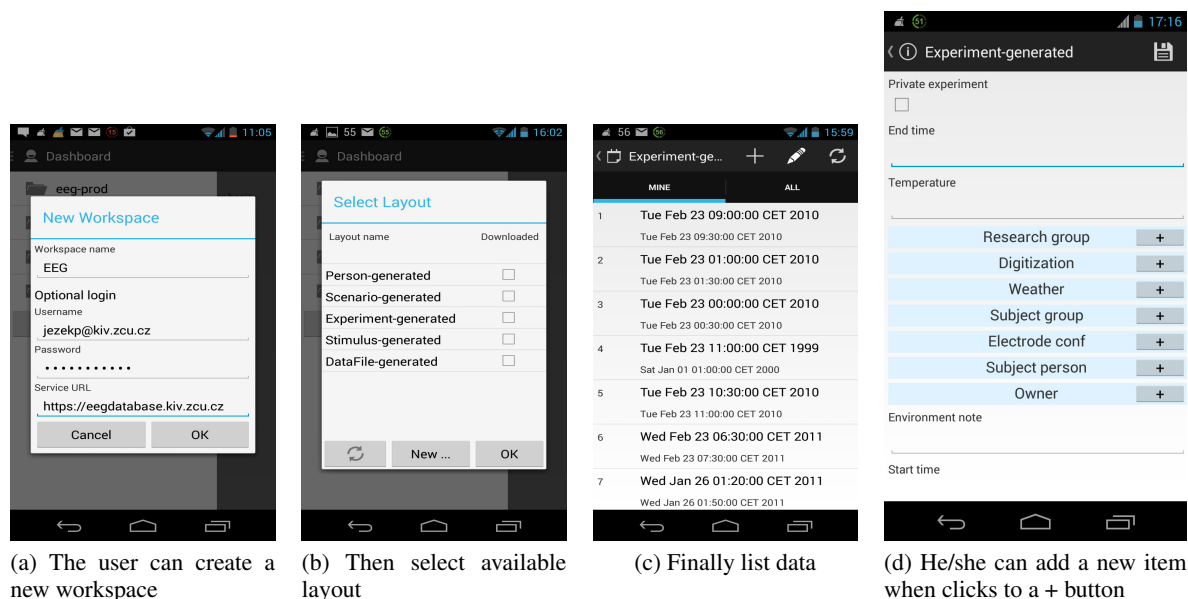 11:05
Dashboard
eeg-prod
New Workspace
Workspace name
EEG
Optional login
Username
jezekp@kiv.zcu.cz
Password
• • • • • • • • • • •
Service URL
https://eegdatabase.kiv.zcu.cz
Cancel OK
(a) The user can create a
new workspace
55 16:02
Dashboard
Select Layout
Layout name Downloaded
Person-generated
Scenario-generated
Experiment-generated
Stimulus-generated
DataFile-generated
New ... OK
(b) Then select available
layout
56 56 15:59
Experiment-ge...
MINE ALL
1 Tue Feb 23 09:00:00 CET 2010
Tue Feb 23 09:30:00 CET 2010
2 Tue Feb 23 01:00:00 CET 2010
Tue Feb 23 01:30:00 CET 2010
3 Tue Feb 23 00:00:00 CET 2010
Tue Feb 23 00:30:00 CET 2010
4 Tue Feb 23 11:00:00 CET 1999
Sat Jan 01 01:00:00 CET 2000
5 Tue Feb 23 10:30:00 CET 2010
Tue Feb 23 11:00:00 CET 2010
6 Wed Feb 23 06:30:00 CET 2011
Wed Feb 23 07:30:00 CET 2011
7 Wed Jan 26 01:20:00 CET 2011
Wed Jan 26 01:50:00 CET 2011
(c) Finally list data
51 17:16
Experiment-generated
Private experiment
End time
Temperature
Research group +
Digitization +
Weather +
Subject group +
Electrode conf +
Subject person +
Owner +
Environment note
Start time
(d) He/she can add a new item
when clicks to a + button